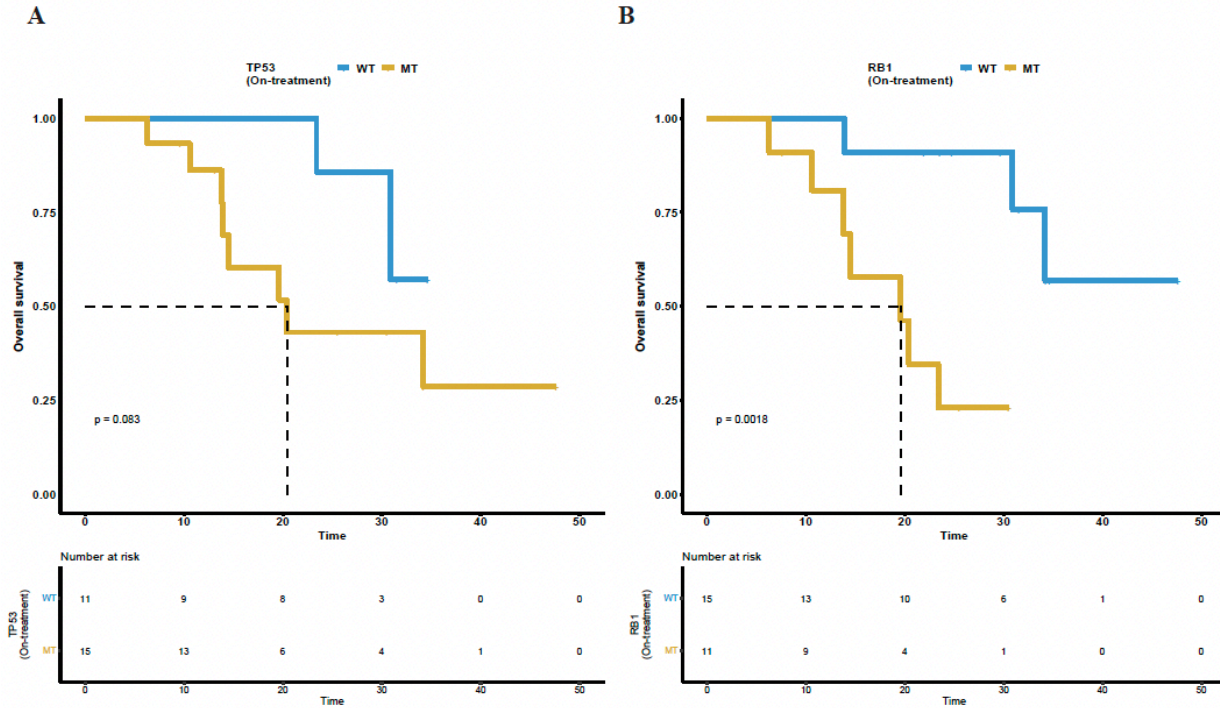 A
TP53
(On-treatment)
WT
MT
Overall survival
1.00
0.75
0.50
0.25
0.00
p = 0.083
0 10 20 30 40 50
Time
Number at risk
TP53
(On-treatment)
WT 11 9 8 3 0 0
MT 15 13 6 4 1 0
0 10 20 30 40 50
Time
B
RB1
(On-treatment)
WT
MT
Overall survival
1.00
0.75
0.50
0.25
0.00
p = 0.0018
0 10 20 30 40 50
Time
Number at risk
RB1
(On-treatment)
WT 15 13 10 6 1 0
MT 11 9 4 1 0 0
0 10 20 30 40 50
Time